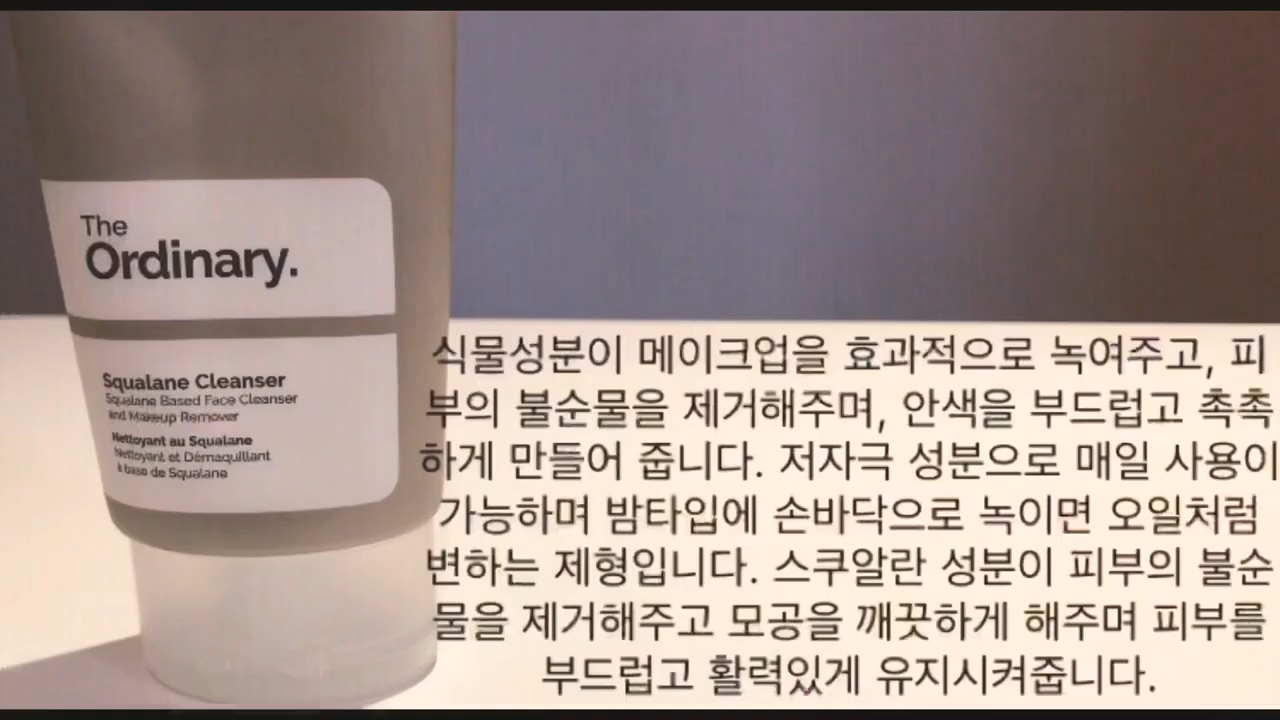 The
Ordinary.
Squalane Cleanser
Squalane Based Face Cleanser
and Makeup Remover
Nettoyant au Squalane
Nettoyant et Démaquillant
à base de Squalane
식물성분이 메이크업을 효과적으로 녹여주고, 피
부의 불순물을 제거해주며, 안색을 부드럽고 촉촉
하게 만들어 줍니다. 저자극 성분으로 매일 사용이
가능하며 밤타입에 손바닥으로 녹이면 오일처럼
변하는 제형입니다. 스쿠알란 성분이 피부의 불순
물을 제거해주고 모공을 깨끗하게 해주며 피부를
부드럽고 활력있게 유지시켜줍니다.